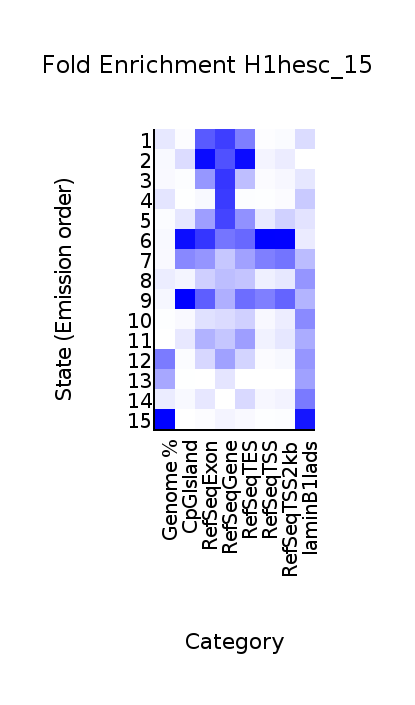 Fold Enrichment H1hesc_15
State (Emission order)
1
2
3
4
5
6
7
8
9
10
11
12
13
14
15
Genome %
CpGIsland
RefSeqExon
RefSeqGene
RefSeqTES
RefSeqTSS
RefSeqTSS2kb
laminB1lads
Category